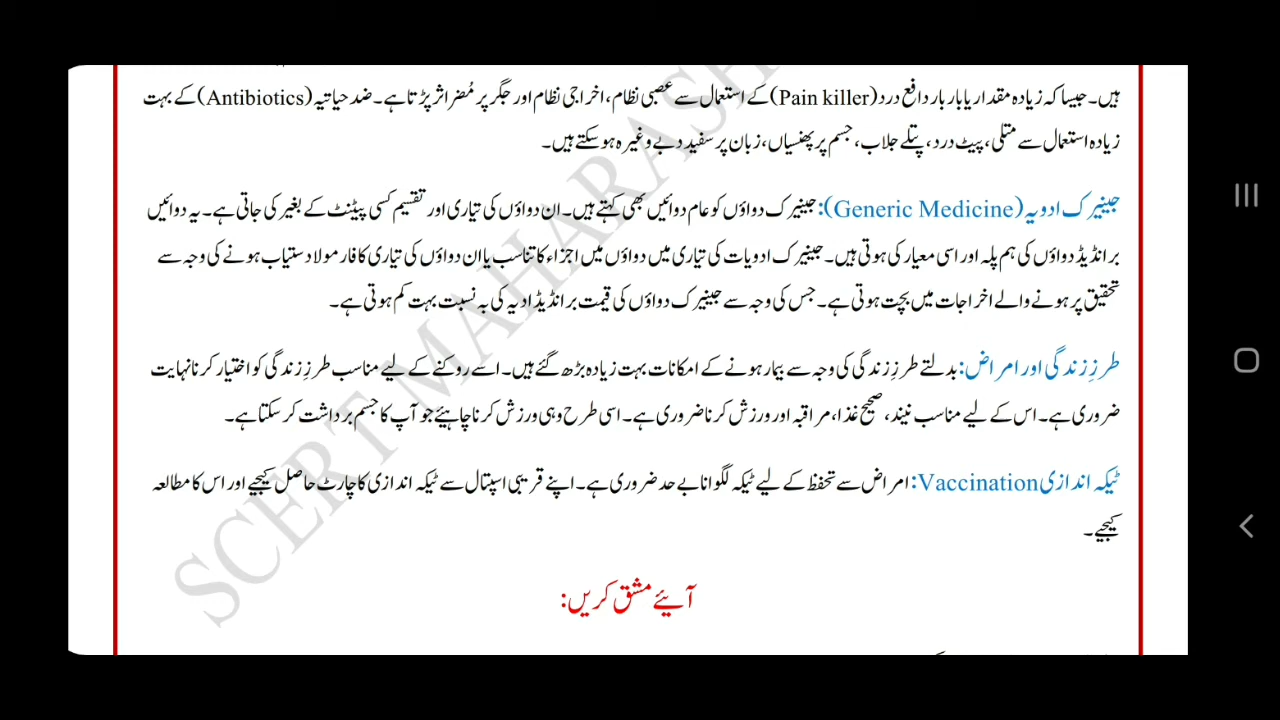 ہیں۔ جیسا کہ زیادہ مقدار یا بار بار دافع درد (Pain killer) کے استعمال سے عصبی نظام، اخراجی نظام اور جگر پر مُضر اثر پڑتا ہے۔ ضد حیاتیہ (Antibiotics) کے بہت
زیادہ استعمال سے متلی، پیٹ درد، پتلے جلاب، جسم پر پھنسیاں، زبان پر سفید دبے وغیرہ ہو سکتے ہیں۔
جینیرک ادویہ (Generic Medicine): جینیرک دواؤں کو عام دوائیں بھی کہتے ہیں۔ ان دواؤں کی تیاری اور تقسیم کسی پیٹنٹ کے بغیر کی جاتی ہے۔ یہ دوائیں
برانڈیڈ دواؤں کی ہم پلہ اور اسی معیار کی ہوتی ہیں۔ جینیرک ادویات کی تیاری میں دواؤں میں اجزاء کا تناسب یا ان دواؤں کی تیاری کا فارمولا دستیاب ہونے کی وجہ سے
تحقیق پر ہونے والے اخراجات میں بچت ہوتی ہے۔ جس کی وجہ سے جینیرک دواؤں کی قیمت برانڈیڈ ادیہ کی بہ نسبت بہت کم ہوتی ہے۔
طرزِ زندگی اور امراض: بدلتے طرزِ زندگی کی وجہ سے بیمار ہونے کے امکانات بہت زیادہ بڑھ گئے ہیں۔ اسے روکنے کے لیے مناسب طرزِ زندگی کو اختیار کرنا نہایت
ضروری ہے۔ اس کے لیے مناسب نیند، صحیح غذا، مراقبہ اور ورزش کرنا ضروری ہے۔ اسی طرح وہی ورزش کرنا چاہیئے جو آپ کا جسم برداشت کر سکتا ہے۔
ٹیکہ اندازی Vaccination: امراض سے تحفظ کے لیے ٹیکہ لگوانا بے حد ضروری ہے۔ اپنے قریبی اسپتال سے ٹیکہ اندازی کا چارٹ حاصل کیجیے اور اس کا مطالعہ
کیجیے۔
آیئے مشق کریں:
SCERT MAHARASH